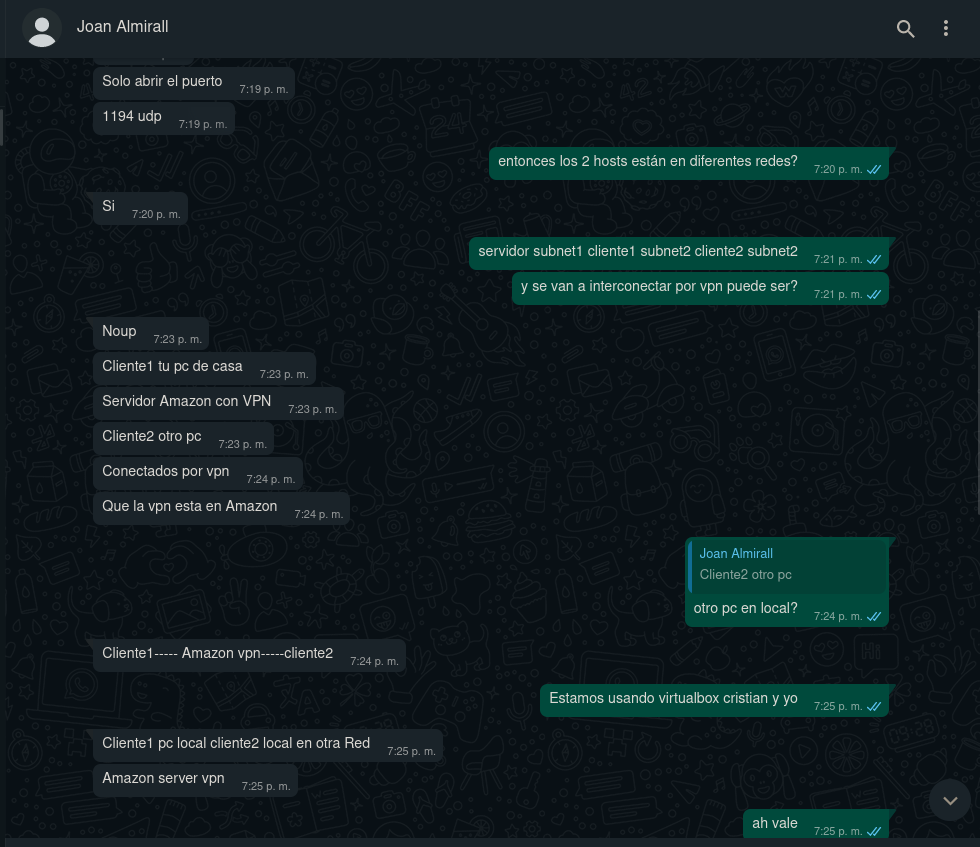 Joan Almirall
Solo abrir el puerto 7:19 p. m.
1194 udp 7:19 p. m.
entonces los 2 hosts están en diferentes redes? 7:20 p. m.
Si 7:20 p. m.
servidor subnet1 cliente1 subnet2 cliente2 subnet2 7:21 p. m.
y se van a interconectar por vpn puede ser? 7:21 p. m.
Noup 7:23 p. m.
Cliente1 tu pc de casa 7:23 p. m.
Servidor Amazon con VPN 7:23 p. m.
Cliente2 otro pc 7:23 p. m.
Conectados por vpn 7:24 p. m.
Que la vpn esta en Amazon 7:24 p. m.
Joan Almirall
Cliente2 otro pc
otro pc en local? 7:24 p. m.
Cliente1----- Amazon vpn-----cliente2 7:24 p. m.
Estamos usando virtualbox cristian y yo 7:25 p. m.
Cliente1 pc local cliente2 local en otra Red 7:25 p. m.
Amazon server vpn 7:25 p. m.
ah vale 7:25 p. m.